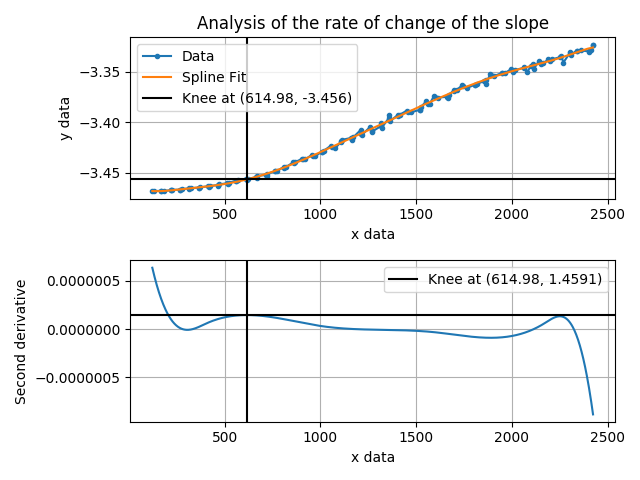 Analysis of the rate of change of the slope
Data
Spline Fit
Knee at (614.98, -3.456)
−3.35
−3.40
−3.45
y data
500 1000 1500 2000 2500
x data
Knee at (614.98, 1.4591)
0.0000005
0.0000000
−0.0000005
Second derivative
500 1000 1500 2000 2500
x data